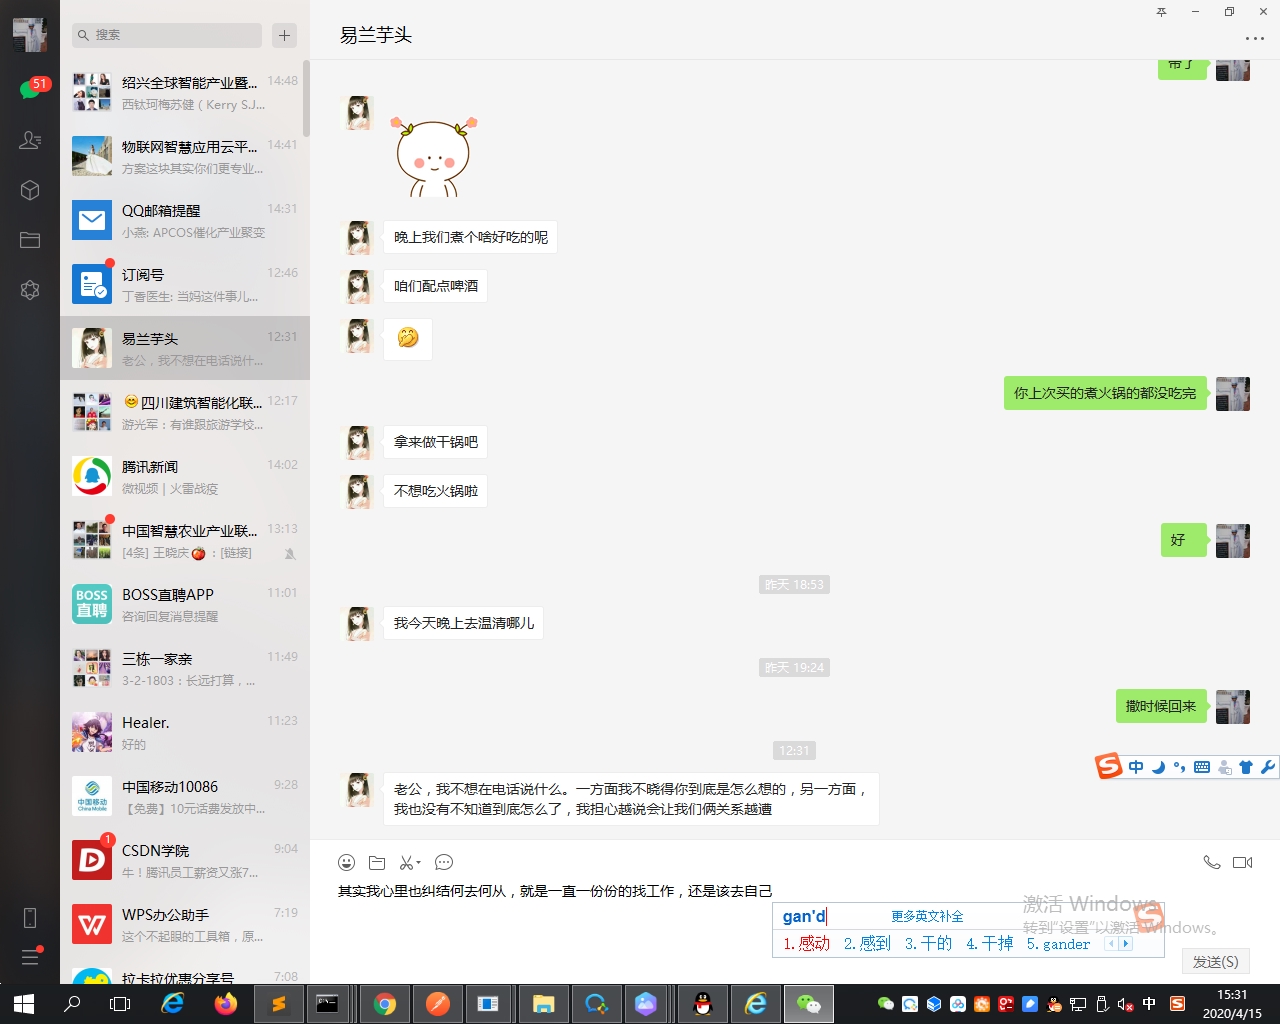 51
搜索
绍兴全球智能产业暨... 14:48
西钛珂梅苏健（Kerry SJ...
物联网智慧应用云平... 14:41
方案这块其实你们更专业...
QQ邮箱提醒 14:31
小燕: APCOS催化产业聚变
订阅号 12:46
丁香医生: 当妈这件事儿...
易兰芋头 12:31
老公，我不想在电话说什...
四川建筑智能化联... 12:17
游光军：有谁跟旅游学校...
腾讯新闻 14:02
微视频 | 火雷战疫
中国智慧农业产业联... 13:13
[4条] 王晓庆🍅：[链接]
BOSS直聘
BOSS直聘APP 11:01
咨询回复消息提醒
三栋一家亲 11:49
3-2-1803：长远打算，...
Healer. 11:23
好的
中国移动 China Mobile
中国移动10086 9:28
【免费】10元话费发放中...
1
CSDN学院 9:04
牛！腾讯员工薪资又涨7...
WPS办公助手 7:19
这个不起眼的工具箱，原...
拉卡拉优惠分享号 7:08
易兰芋头
带了
晚上我们煮个啥好吃的呢
咱们配点啤酒
你上次买的煮火锅的都没吃完
拿来做干锅吧
不想吃火锅啦
好
昨天 18:53
我今天晚上去温清哪儿
昨天 19:24
撒时候回来
12:31
中
老公，我不想在电话说什么。一方面我不晓得你到底是怎么想的，另一方面，
我也没有不知道到底怎么了，我担心越说会让我们俩关系越遭
其实我心里也纠结何去何从，就是一直一份份的找工作，还是该去自己
gan'd 更多英文补全
1.感动 2.感到 3.干的 4.干掉 5.gander
激活 Windows
转到“设置”以激活 Windows。
发送(S)
中
15:31
2020/4/15